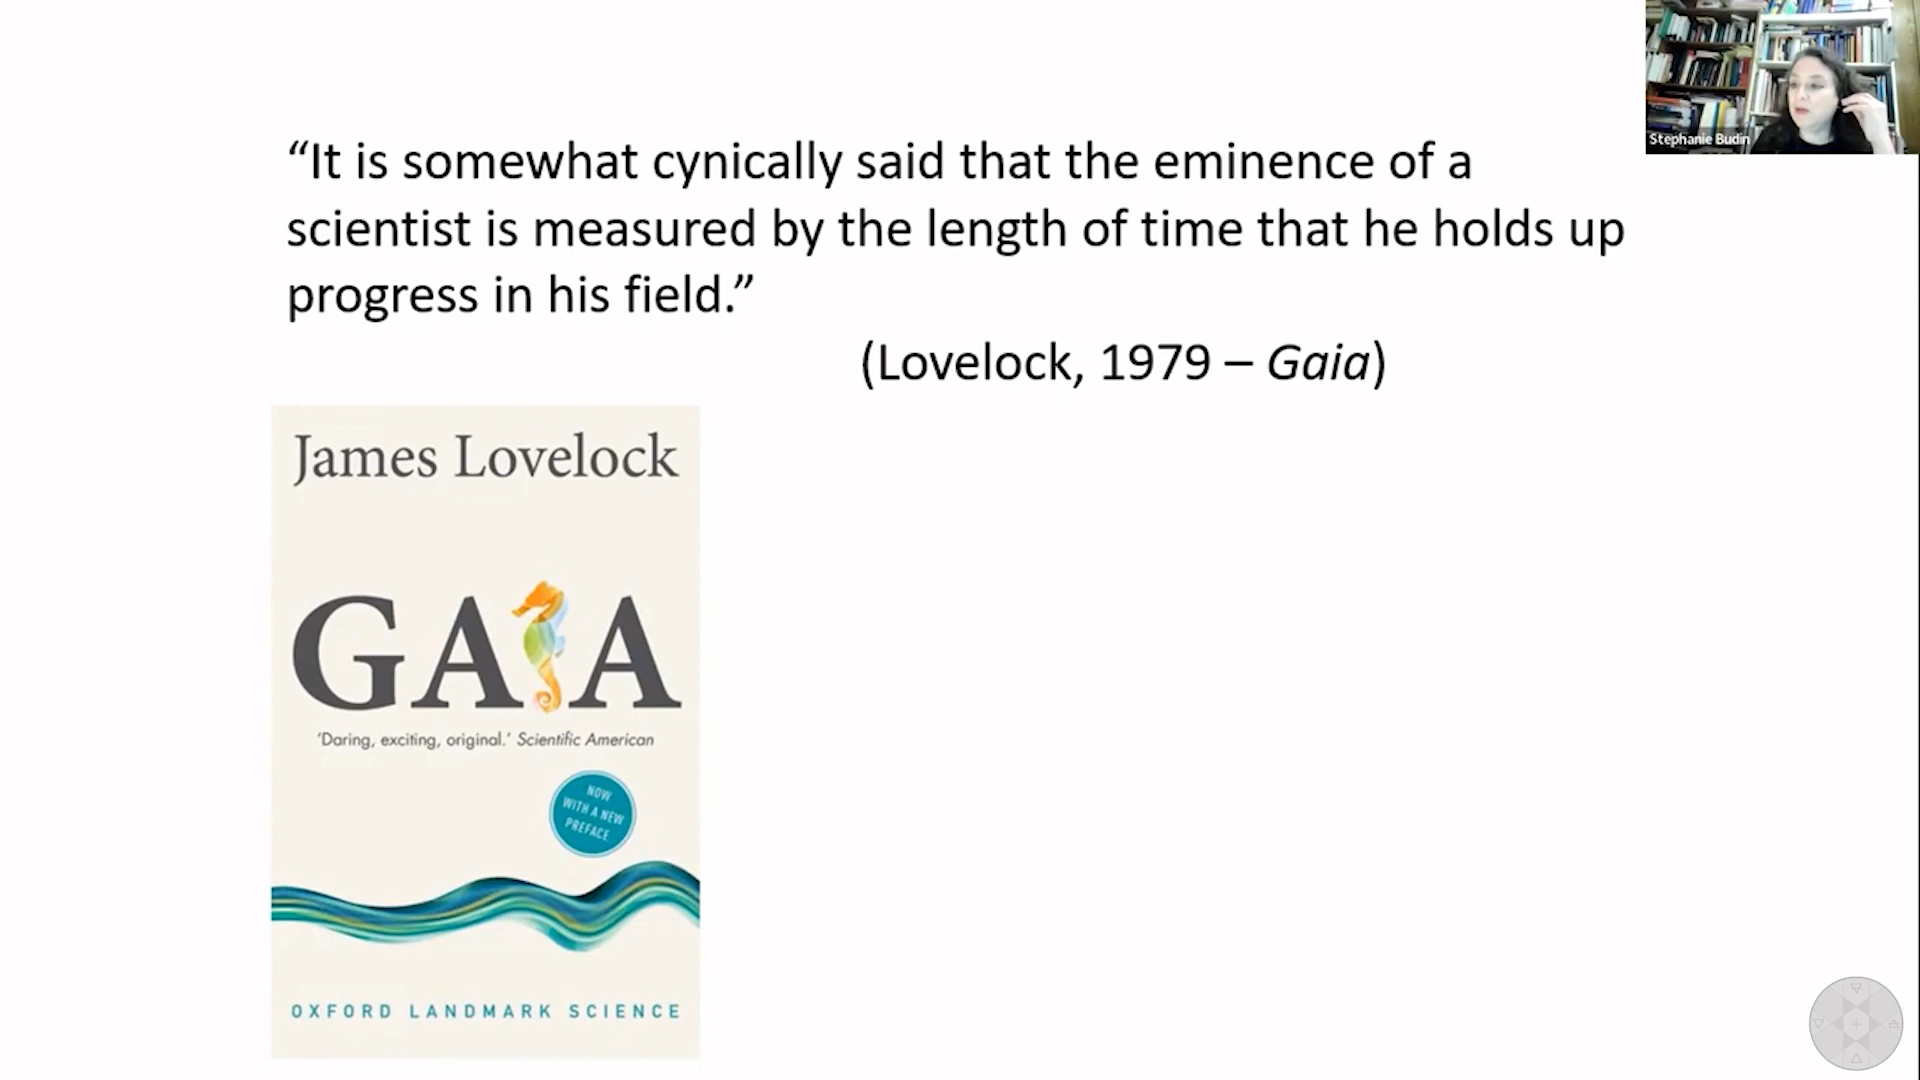 Stephanie Budin
“It is somewhat cynically said that the eminence of a
scientist is measured by the length of time that he holds up
progress in his field.”
(Lovelock, 1979 – Gaia)
James Lovelock
GAIA
‘Daring, exciting, original.’ Scientific American
NOW
WITH A NEW
PREFACE
OXFORD LANDMARK SCIENCE